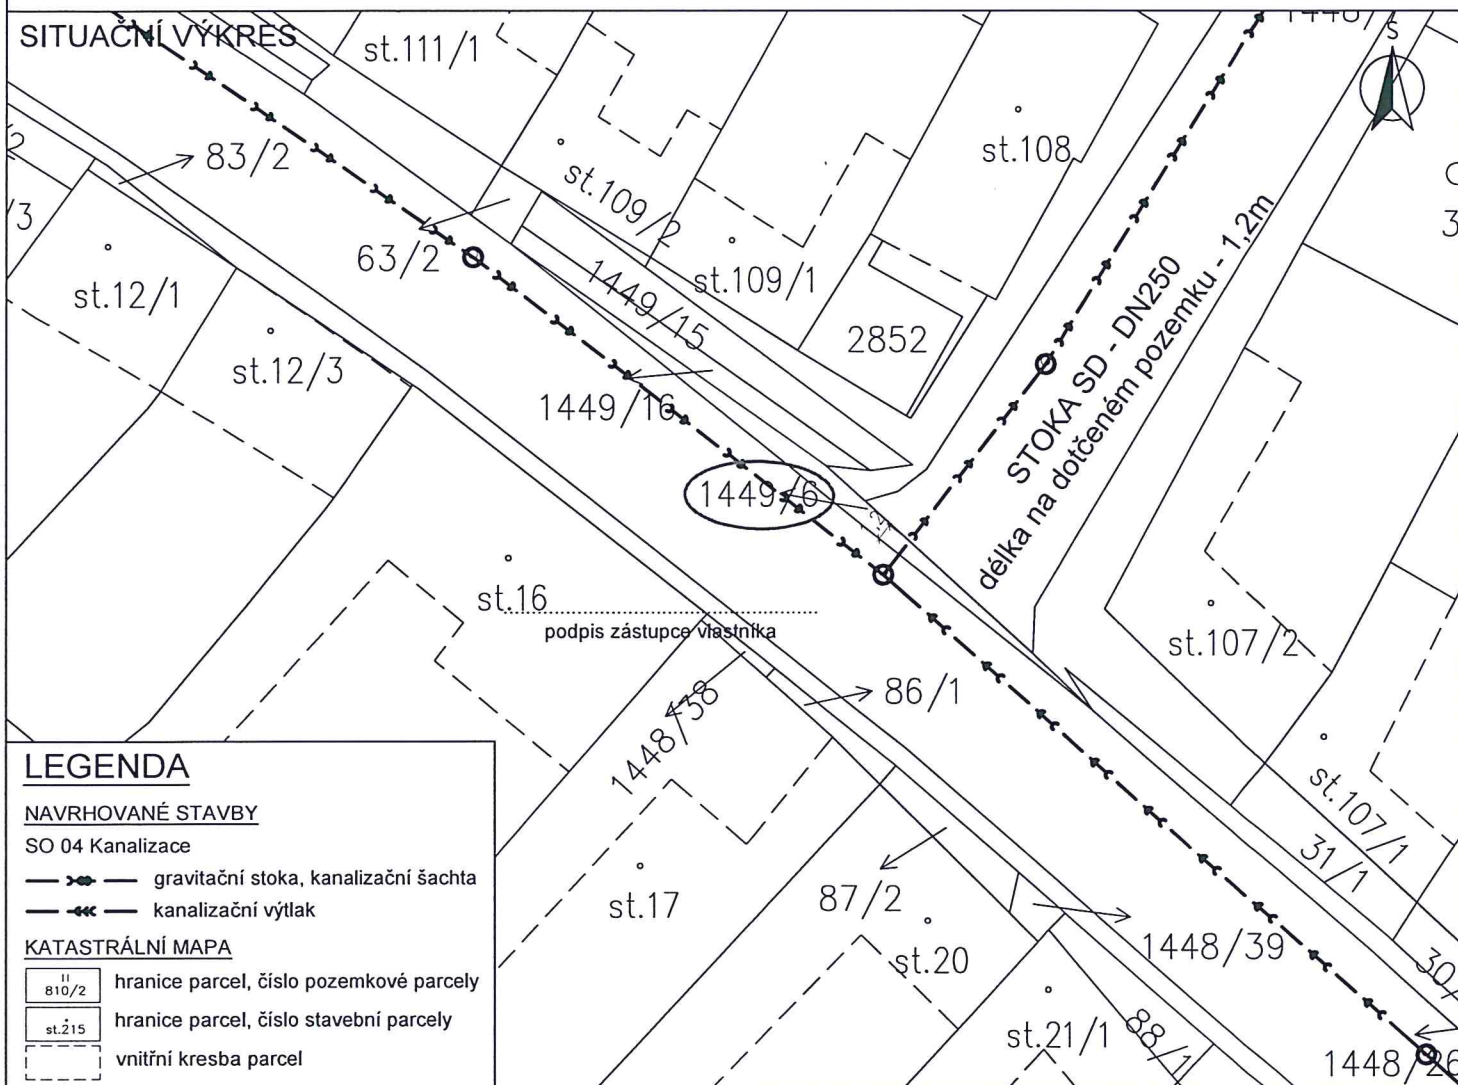 SITUAČNÍ VÝKRES
st.111/1
S
st.108
83/2
st.109/2
63/2
st.109/1
1449/15
st.12/1
2852
st.12/3
1449/16
STOKA SD - DN250
délka na dotčeném pozemku - 1,2m
1449/6
1,2
st.16
podpis zástupce vlastníka
st.107/2
86/1
1448/38
st.107/1
31/1
st.17
87/2
1448/39
st.20
st.21/1
88/1
1448/26
LEGENDA
NAVRHOVANÉ STAVBY
SO 04 Kanalizace
gravitační stoka, kanalizační šachta
kanalizační výtlak
KATASTRÁLNÍ MAPA
810/2 hranice parcel, číslo pozemkové parcely
st.215 hranice parcel, číslo stavební parcely
vnitřní kresba parcel